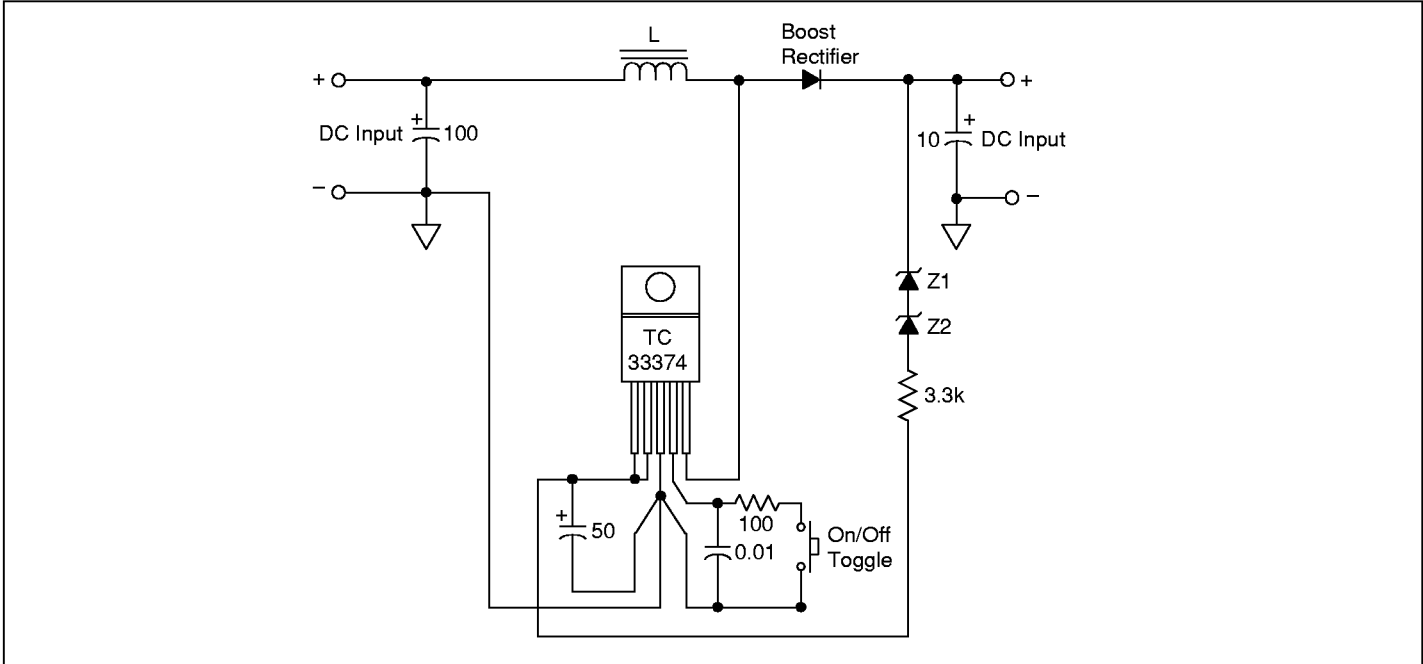 L
Boost
Rectifier
+
+
+
DC Input
100
+
10
DC Input
−
−
Z1
Z2
TC
33374
3.3k
+
50
100
0.01
On/Off
Toggle